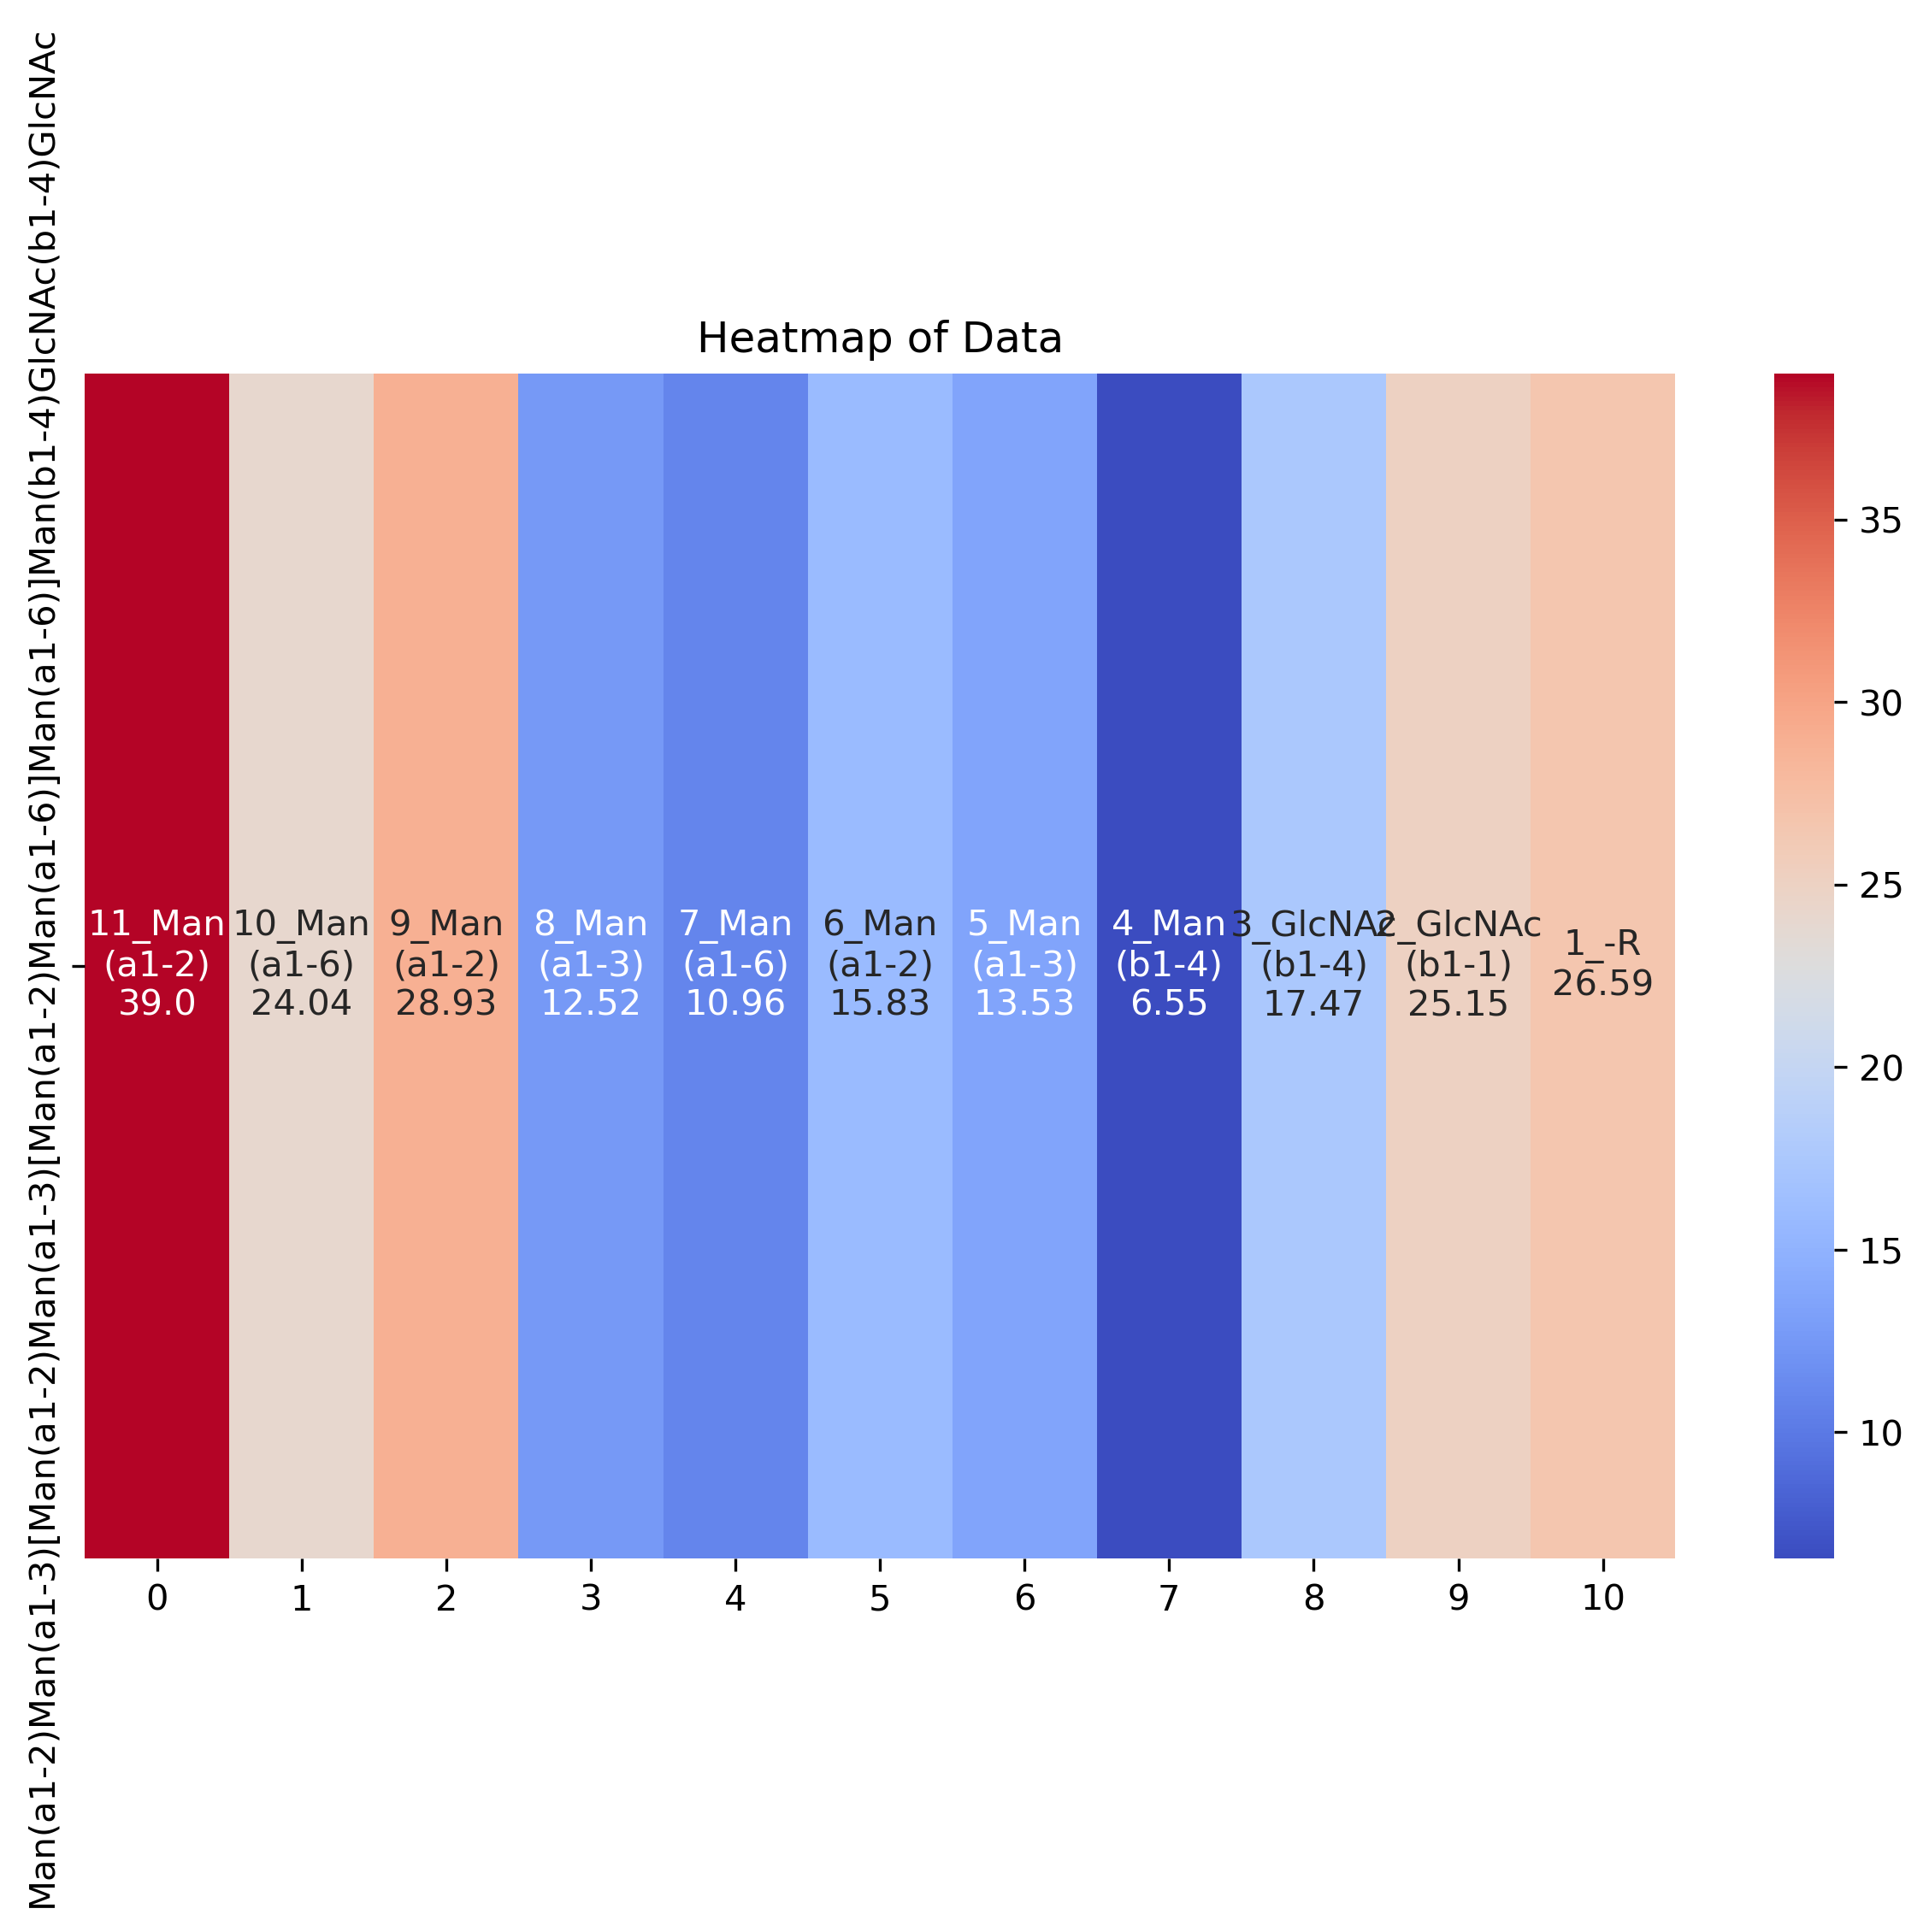 Heatmap of Data
Man(a1-2)Man(a1-3)[Man(a1-2)Man(a1-3)[Man(a1-2)Man(a1-6)]Man(a1-6)]Man(b1-4)GlcNAc(b1-4)GlcNAc
11_Man
(a1-2)
39.0
10_Man
(a1-6)
24.04
9_Man
(a1-2)
28.93
8_Man
(a1-3)
12.52
7_Man
(a1-6)
10.96
6_Man
(a1-2)
15.83
5_Man
(a1-3)
13.53
4_Man
(b1-4)
6.55
3_GlcNAc
(b1-4)
17.47
2_GlcNAc
(b1-1)
25.15
1_-R
26.59
0
1
2
3
4
5
6
7
8
9
10
35
30
25
20
15
10